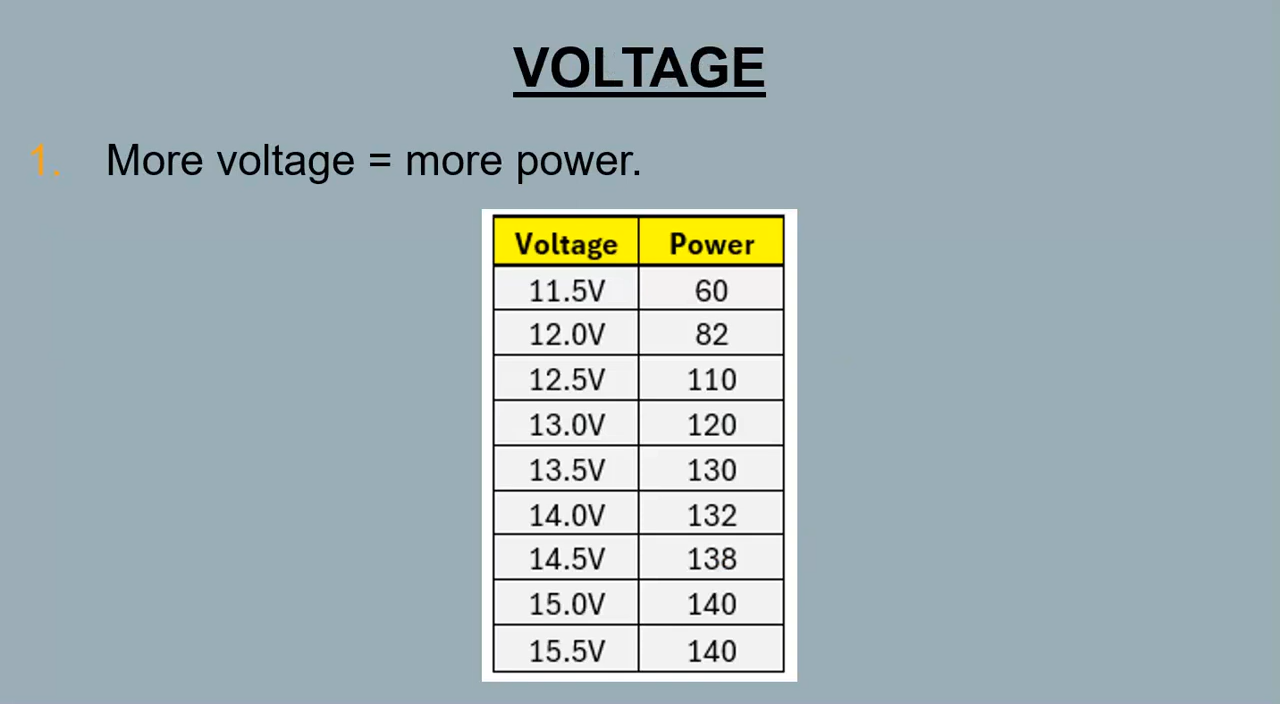 VOLTAGE
1. More voltage = more power.
Voltage Power
11.5V 60
12.0V 82
12.5V 110
13.0V 120
13.5V 130
14.0V 132
14.5V 138
15.0V 140
15.5V 140